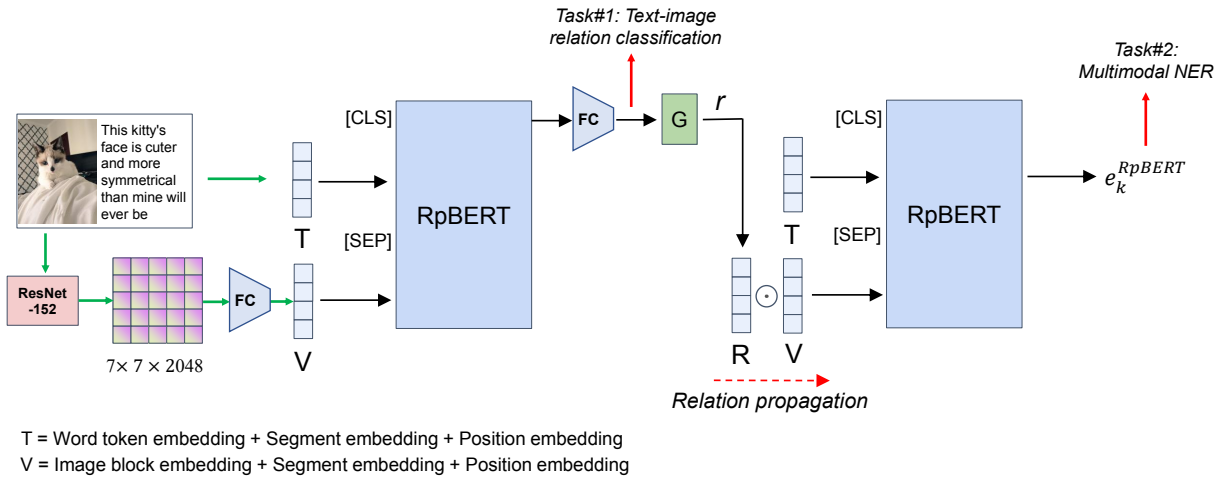 Task#1: Text-image
relation classification
Task#2:
Multimodal NER
This kitty's
face is cuter
and more
symmetrical
than mine will
ever be
[CLS]
FC
G
r
[CLS]
T
RpBERT
[SEP]
T
RpBERT
[SEP]
e_k^{RpBERT}
ResNet
-152
FC
7× 7 × 2048
V
R
V
Relation propagation
T = Word token embedding + Segment embedding + Position embedding
V = Image block embedding + Segment embedding + Position embedding